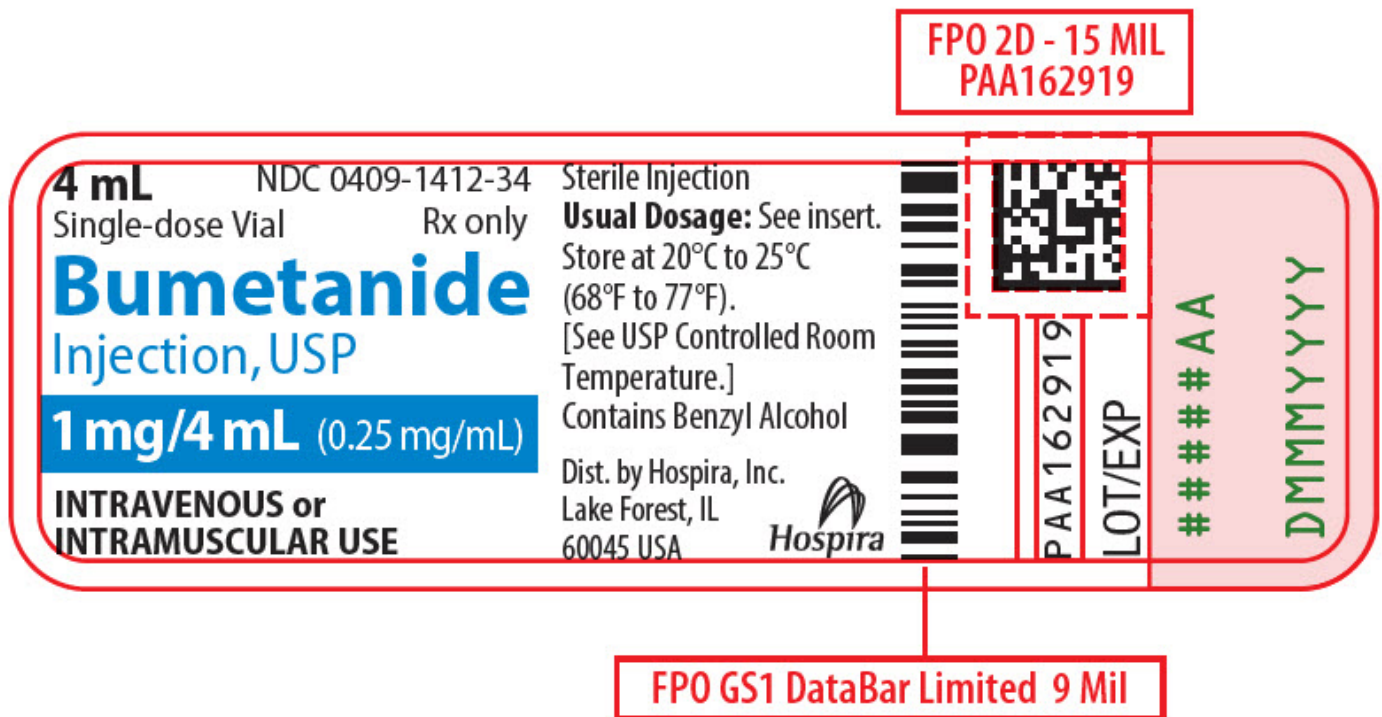 FPO 2D - 15 MIL
PAA162919
4 mL NDC 0409-1412-34
Single-dose Vial Rx only
Bumetanide
Injection, USP
1 mg/4 mL (0.25 mg/mL)
INTRAVENOUS or
INTRAMUSCULAR USE
Sterile Injection
Usual Dosage: See insert.
Store at 20°C to 25°C
(68°F to 77°F).
[See USP Controlled Room
Temperature.]
Contains Benzyl Alcohol
Dist. by Hospira, Inc.
Lake Forest, IL
60045 USA
Hospira
PAA162919
LOT/EXP
#####AA
DMMMYYYY
FPO GS1 DataBar Limited 9 Mil